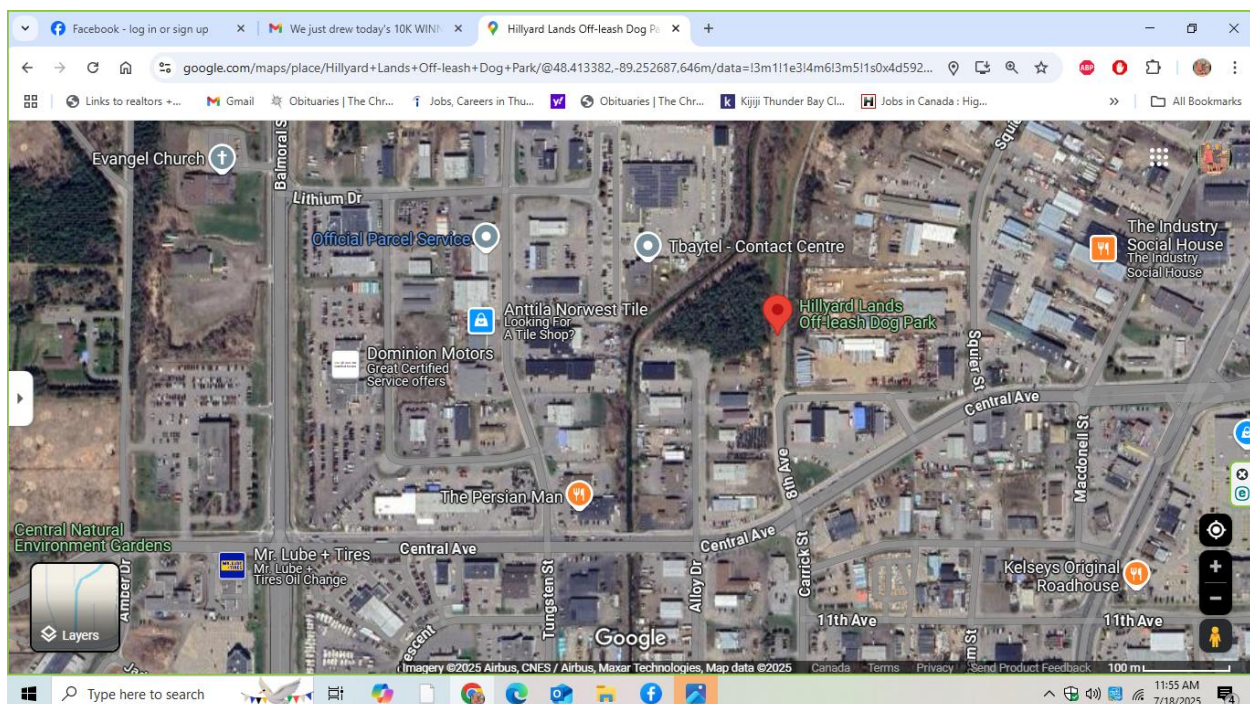 Facebook - log in or sign up
We just drew today's 10K WINN
Hillyard Lands Off-leash Dog Pa
google.com/maps/place/Hillyard+Lands+Off-leash+Dog+Park/@48.413382,-89.252687,646m/data=!3m1!1e3!4m6!3m5!1s0x4d592...
ABP
Links to realtors +...
Gmail
Obituaries | The Chr...
Jobs, Careers in Thu...
y!
Obituaries | The Chr...
k
Kijiji Thunder Bay Cl...
H
Jobs in Canada : Hig...
All Bookmarks
Evangel Church
Balmoral S
Squi
Lithium Dr
Official Parcel Service
Tbaytel - Contact Centre
The Industry
Social House
The Industry
Social House
Anttila Norwest Tile
Looking For
A Tile Shop?
Hillyard Lands
Off-leash Dog Park
Dominion Motors
Great Certified
Service offers
Squier St
Central Ave
8th Ave
Macdonell St
The Persian Man
Central Natural
Environment Gardens
Central Ave
Central Ave
Mr. Lube + Tires
Mr. Lube +
Tires Oil Change
MR.LUBE
Kelseys Original
Roadhouse
Amber Dr
Tungsten St
Alloy Dr
Carrick St
11th Ave
11th Ave
m St
escent
Layers
Google
Imagery ©2025 Airbus, CNES / Airbus, Maxar Technologies, Map data ©2025
Canada
Terms
Privacy
Send Product Feedback
100 m
Type here to search
11:55 AM
7/18/2025
4